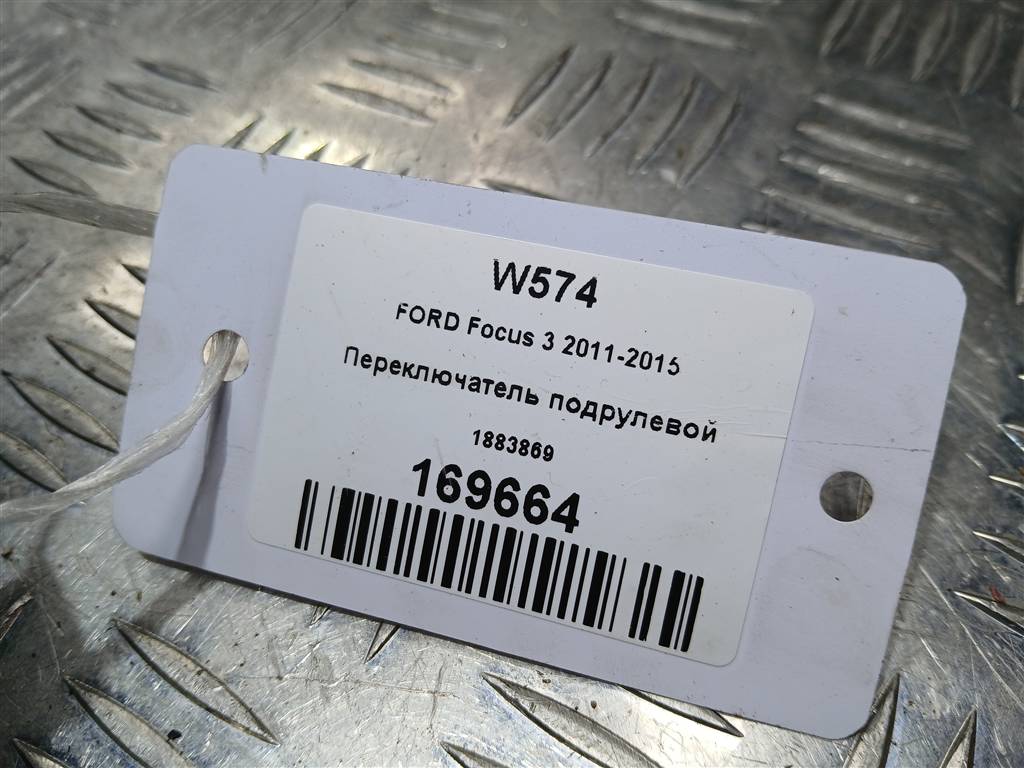 W574
FORD Focus 3 2011-2015
Переключатель подрулевой
1883869
169664